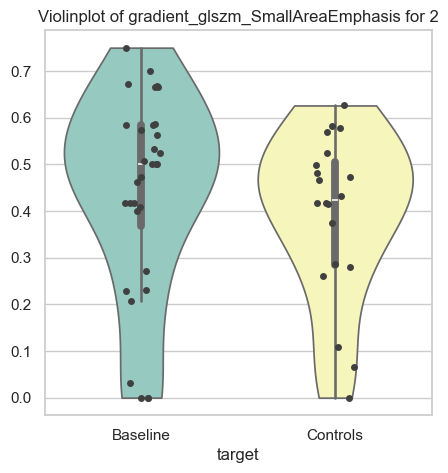 Violinplot of gradient_glszm_SmallAreaEmphasis for 2
0.7
0.6
0.5
0.4
0.3
0.2
0.1
0.0
Baseline Controls
target